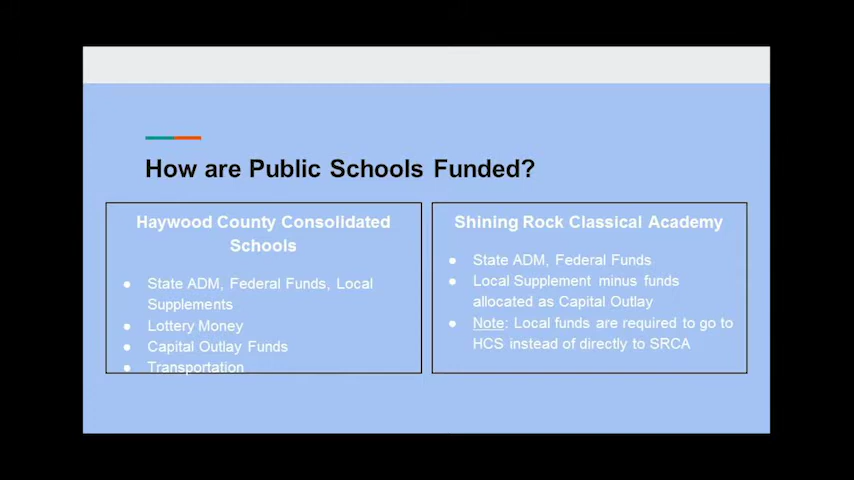 How are Public Schools Funded?
Haywood County Consolidated
Schools
● State ADM, Federal Funds, Local
Supplements
● Lottery Money
● Capital Outlay Funds
● Transportation
Shining Rock Classical Academy
● State ADM, Federal Funds
● Local Supplement minus funds
allocated as Capital Outlay
● Note: Local funds are required to go to
HCS instead of directly to SRCA